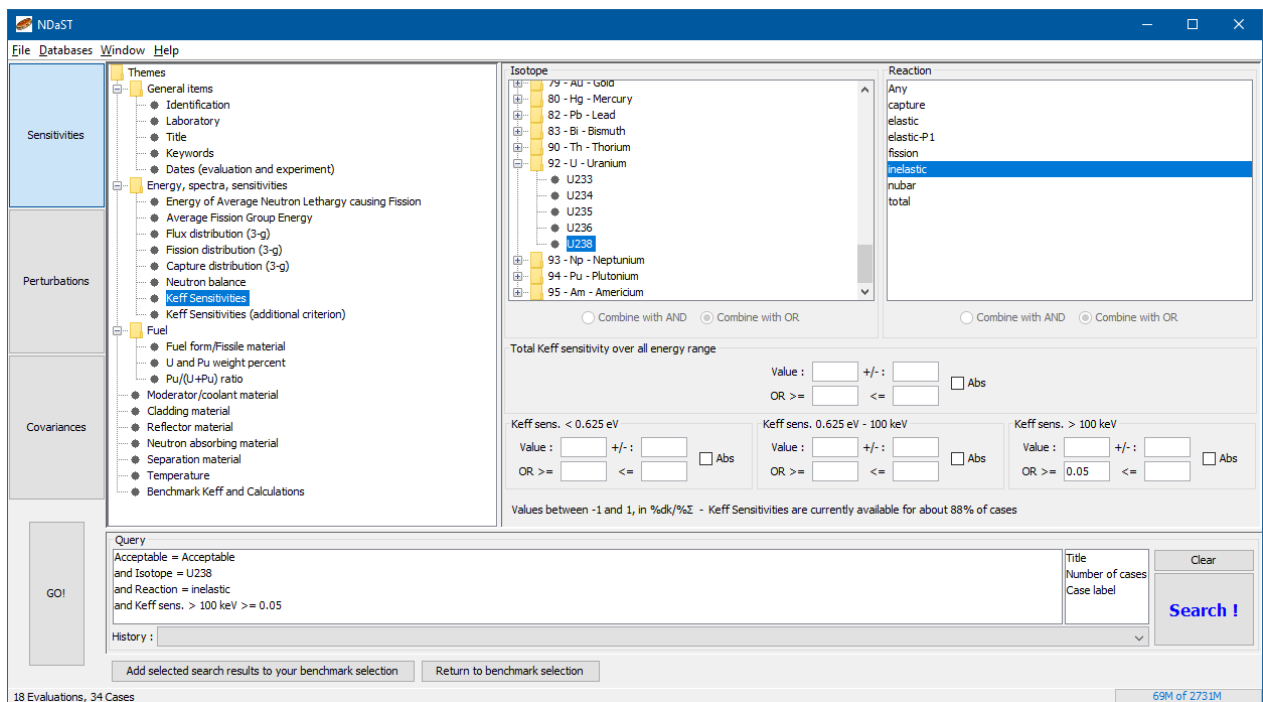 NDaST
File Databases Window Help
Sensitivities
Perturbations
Covariances
GO!
Themes
General items
Identification
Laboratory
Title
Keywords
Dates (evaluation and experiment)
Energy, spectra, sensitivities
Energy of Average Neutron Lethargy causing Fission
Average Fission Group Energy
Flux distribution (3-g)
Fission distribution (3-g)
Capture distribution (3-g)
Neutron balance
Keff Sensitivities
Keff Sensitivities (additional criterion)
Fuel
Fuel form/Fissile material
U and Pu weight percent
Pu/(U+Pu) ratio
Moderator/coolant material
Cladding material
Reflector material
Neutron absorbing material
Separation material
Temperature
Benchmark Keff and Calculations
Isotope
79 - Au - Gold
80 - Hg - Mercury
82 - Pb - Lead
83 - Bi - Bismuth
90 - Th - Thorium
92 - U - Uranium
U233
U234
U235
U236
U238
93 - Np - Neptunium
94 - Pu - Plutonium
95 - Am - Americium
Combine with AND Combine with OR
Reaction
Any
capture
elastic
elastic-P1
fission
inelastic
nubar
total
Combine with AND Combine with OR
Total Keff sensitivity over all energy range
Value : +/- : Abs
OR >= <=
Keff sens. < 0.625 eV
Value : +/- : Abs
OR >= <=
Keff sens. 0.625 eV - 100 keV
Value : +/- : Abs
OR >= <=
Keff sens. > 100 keV
Value : +/- : Abs
OR >= 0.05 <=
Values between -1 and 1, in %dk/%Σ - Keff Sensitivities are currently available for about 88% of cases
Query
Acceptable = Acceptable
and Isotope = U238
and Reaction = inelastic
and Keff sens. > 100 keV >= 0.05
Title
Number of cases
Case label
Clear
Search !
History :
Add selected search results to your benchmark selection Return to benchmark selection
18 Evaluations, 34 Cases 69M of 2731M